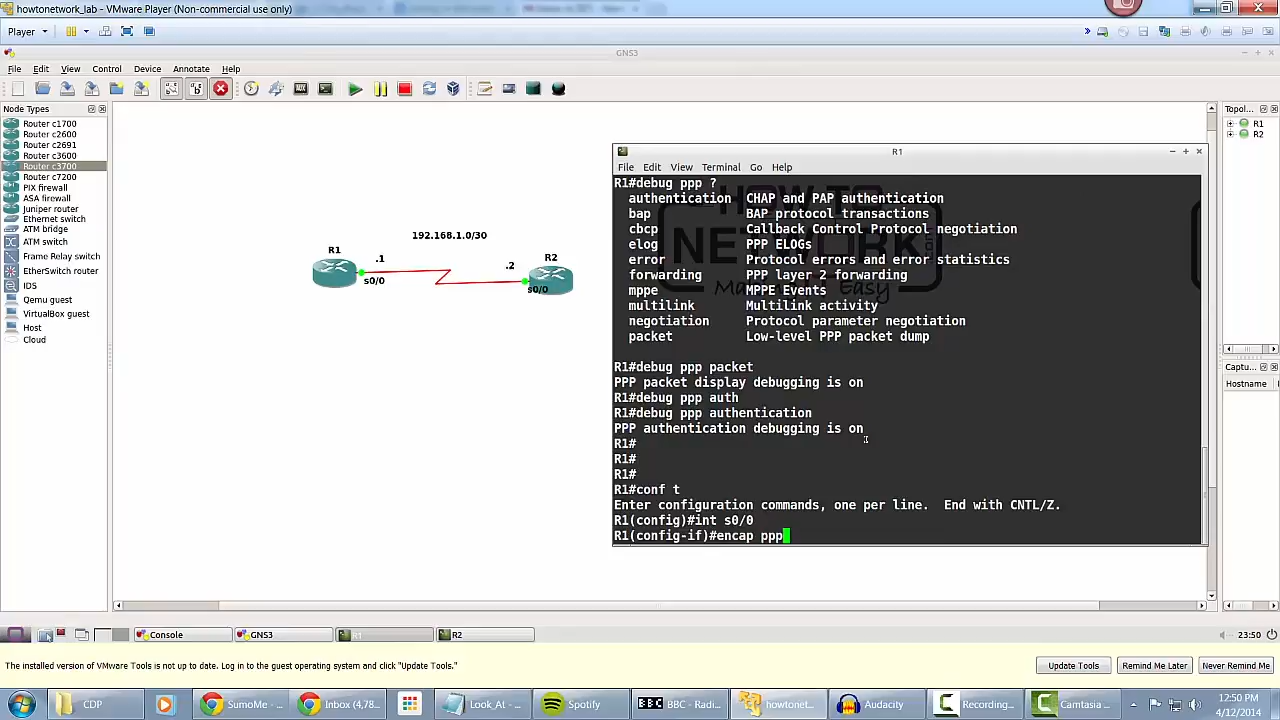 howtonetwork_lab - VMware Player (Non-commercial use only)
Player
GNS3
File Edit View Control Device Annotate Help
Node Types
Router c1700
Router c2600
Router c2691
Router c3600
Router c3700
Router c7200
PIX firewall
ASA firewall
Juniper router
Ethernet switch
ATM bridge
ATM switch
Frame Relay switch
EtherSwitch router
IDS
Qemu guest
VirtualBox guest
Host
Cloud
192.168.1.0/30
R1
.1
s0/0
R2
.2
s0/0
R1
File Edit View Terminal Go Help
R1#debug ppp ?
authentication CHAP and PAP authentication
bap BAP protocol transactions
cbcp Callback Control Protocol negotiation
elog PPP ELOGs
error Protocol errors and error statistics
forwarding PPP layer 2 forwarding
mppe MPPE Events
multilink Multilink activity
negotiation Protocol parameter negotiation
packet Low-level PPP packet dump
R1#debug ppp packet
PPP packet display debugging is on
R1#debug ppp auth
R1#debug ppp authentication
PPP authentication debugging is on
R1#
R1#
R1#
R1#conf t
Enter configuration commands, one per line. End with CNTL/Z.
R1(config)#int s0/0
R1(config-if)#encap ppp
HOW TO
NETWORK
Topol..
R1
R2
Captu..
Hostname
Console
GNS3
R1
R2
23:50
The installed version of VMware Tools is not up to date. Log in to the guest operating system and click "Update Tools."
Update Tools
Remind Me Later
Never Remind Me
CDP
SumoMe - ...
Inbox (4,78...
Look_At - ...
Spotify
BBC - Radi...
howtonet...
Audacity
Recording...
Camtasia...
12:50 PM
4/12/2014